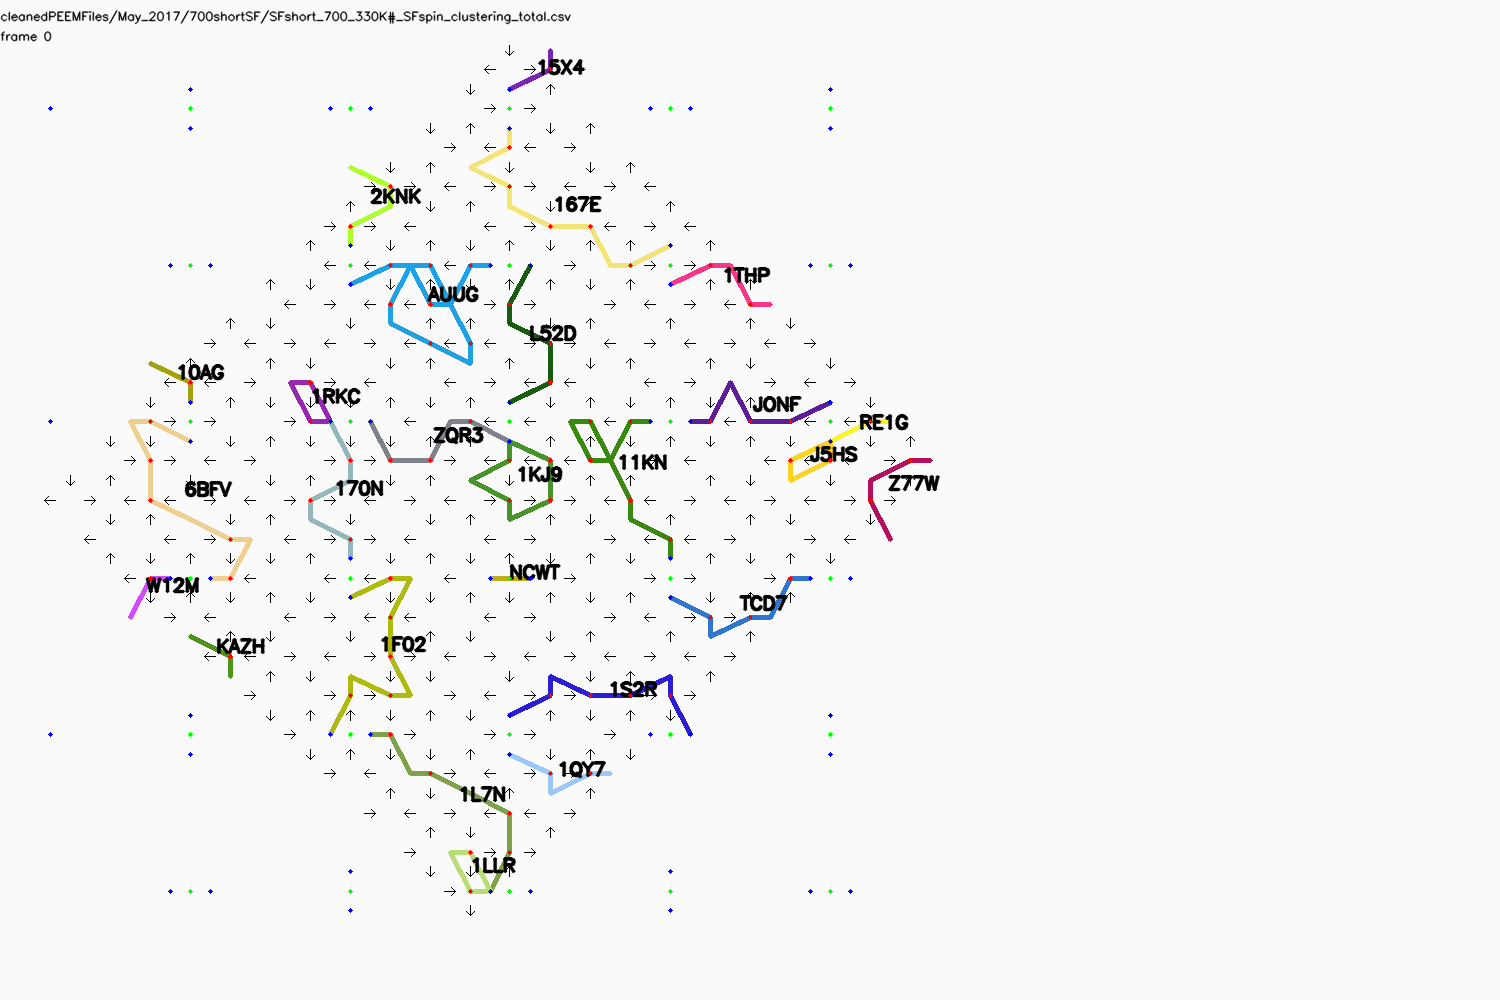 cleanedPEEMFiles/May_2017/700shortSF/SFshort_700_330K#_SFspin_clustering_total.csv
frame 0
15X4
2KNK
167E
1THP
AUUG
L52D
10AG
1RKC
JONF
RE1G
ZQR3
J5HS
11KN
1KJ9
Z77W
6BFV
170N
NCWT
W12M
TCD7
KAZH
1F02
1S2R
1QY7
1L7N
1LLR